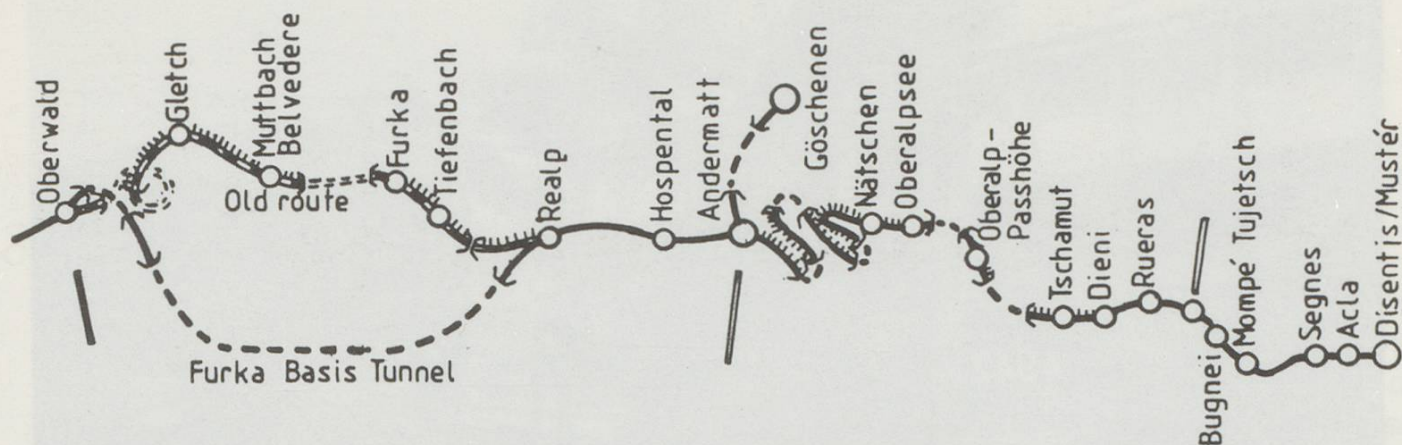 Oberwald
Gletch
Muttbach
Belvedere
Old route
Furka
Tiefenbach
Realp
Furka Basis Tunnel
Hospental
Andermatt
Göschenen
Nätschen
Oberalpsee
Oberalp-
Passhöhe
Tschamut
Dieni
Rueras
Bugnei
Mompé Tujetsch
Segnes
Acla
Disentis/Mustér